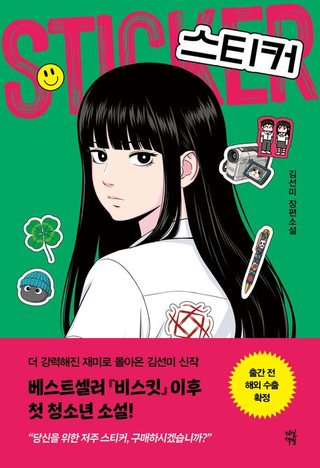 STICKER
스티커
김선미 장편소설
더 강력해진 재미로 돌아온 김선미 신작
베스트셀러 『비스킷』 이후
첫 청소년 소설!
“당신을 위한 저주 스티커, 구매하시겠습니까?”
출간 전
해외 수출
확정